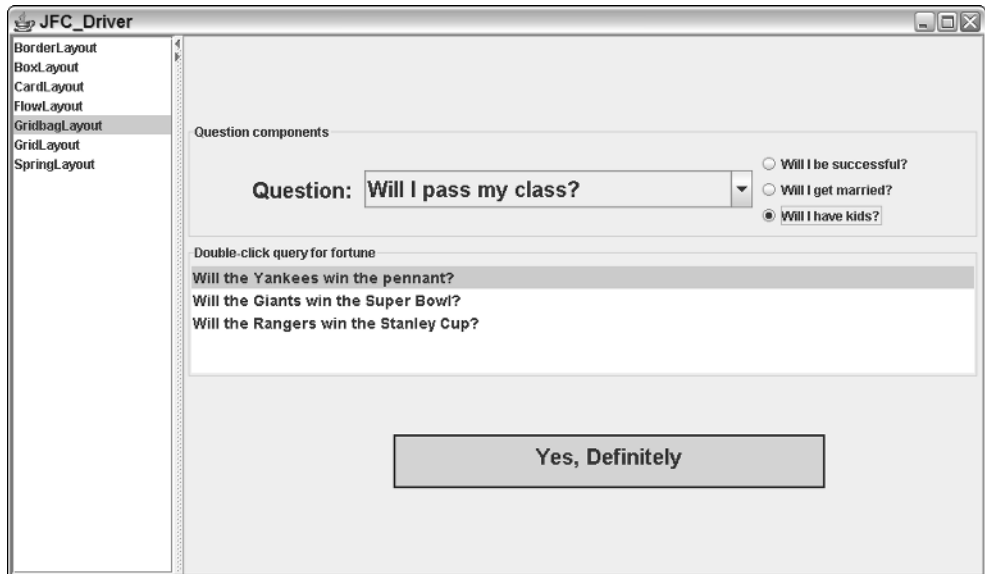 JFC_Driver
BorderLayout
BoxLayout
CardLayout
FlowLayout
GridbagLayout
GridLayout
SpringLayout
Question components
Question:
Will I pass my class?
Will I be successful?
Will I get married?
Will I have kids?
Double-click query for fortune
Will the Yankees win the pennant?
Will the Giants win the Super Bowl?
Will the Rangers win the Stanley Cup?
Yes, Definitely